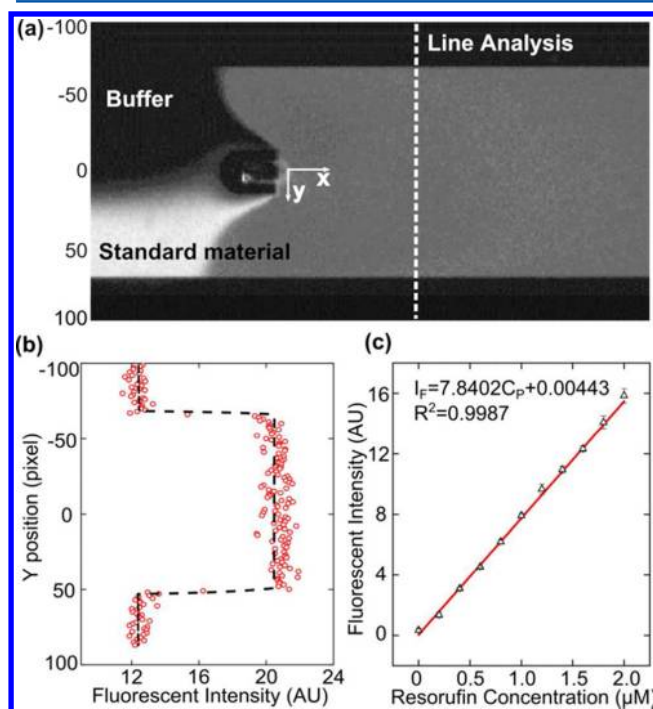 (a)
-100
-50
0
50
100
Buffer
Line Analysis
x
y
Standard material
(b)
-100
-50
0
50
100
Y position (pixel)
12
16
20
24
Fluorescent Intensity (AU)
(c)
I_F=7.8402C_P+0.00443
R²=0.9987
16
12
8
4
0
Fluorescent Intensity (AU)
0.0
0.5
1.0
1.5
2.0
Resorufin Concentration (μM)